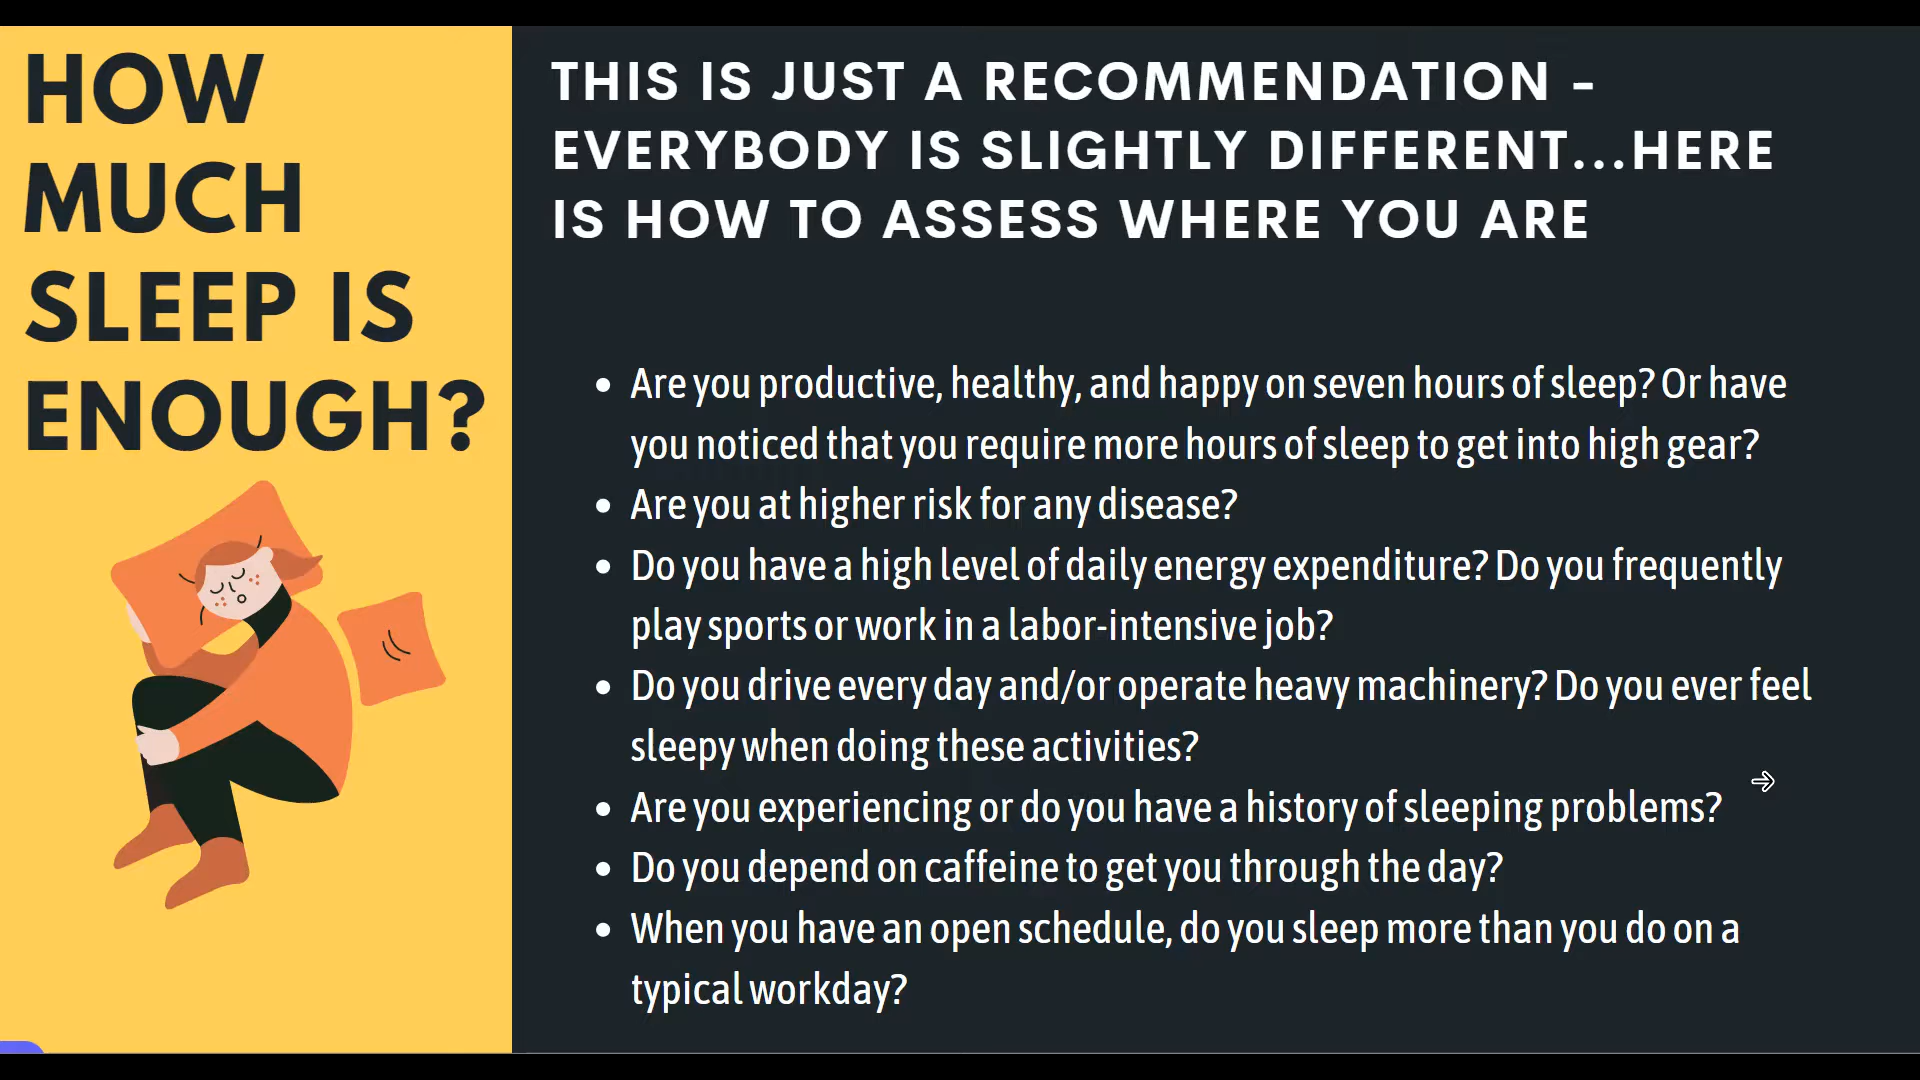 HOW
MUCH
SLEEP IS
ENOUGH?
THIS IS JUST A RECOMMENDATION -
EVERYBODY IS SLIGHTLY DIFFERENT...HERE
IS HOW TO ASSESS WHERE YOU ARE
• Are you productive, healthy, and happy on seven hours of sleep? Or have
you noticed that you require more hours of sleep to get into high gear?
• Are you at higher risk for any disease?
• Do you have a high level of daily energy expenditure? Do you frequently
play sports or work in a labor-intensive job?
• Do you drive every day and/or operate heavy machinery? Do you ever feel
sleepy when doing these activities?
• Are you experiencing or do you have a history of sleeping problems?
• Do you depend on caffeine to get you through the day?
• When you have an open schedule, do you sleep more than you do on a
typical workday?